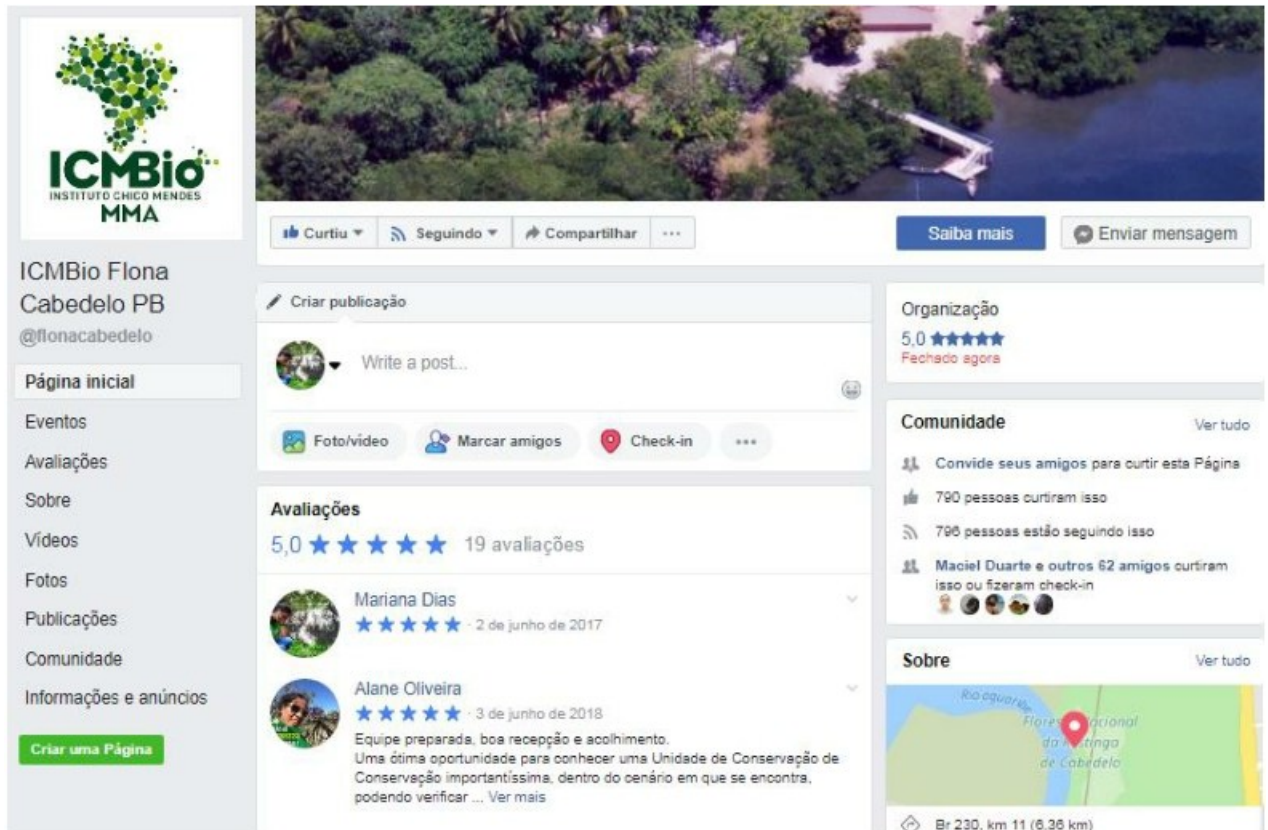 ICMBio
INSTITUTO CHICO MENDES
MMA
ICMBio Flona
Cabedelo PB
@flonacabedelo
Página inicial
Eventos
Avaliações
Sobre
Vídeos
Fotos
Publicações
Comunidade
Informações e anúncios
Criar uma Página
Curtiu
Seguindo
Compartilhar
Saiba mais
Enviar mensagem
Criar publicação
Write a post...
Foto/vídeo
Marcar amigos
Check-in
Avaliações
5,0 ★★★★★ 19 avaliações
Mariana Dias
★★★★★ · 2 de junho de 2017
Alane Oliveira
★★★★★ · 3 de junho de 2018
Equipe preparada, boa recepção e acolhimento.
Uma ótima oportunidade para conhecer uma Unidade de Conservação de
Conservação importantíssima, dentro do cenário em que se encontra,
podendo verificar ... Ver mais
Organização
5,0 ★★★★★
Fechado agora
Comunidade Ver tudo
Convide seus amigos para curtir esta Página
790 pessoas curtiram isso
796 pessoas estão seguindo isso
Maciel Duarte e outros 62 amigos curtiram
isso ou fizeram check-in
Sobre Ver tudo
Rio
da
de Cabedelo
Br 230, km 11 (6,36 km)